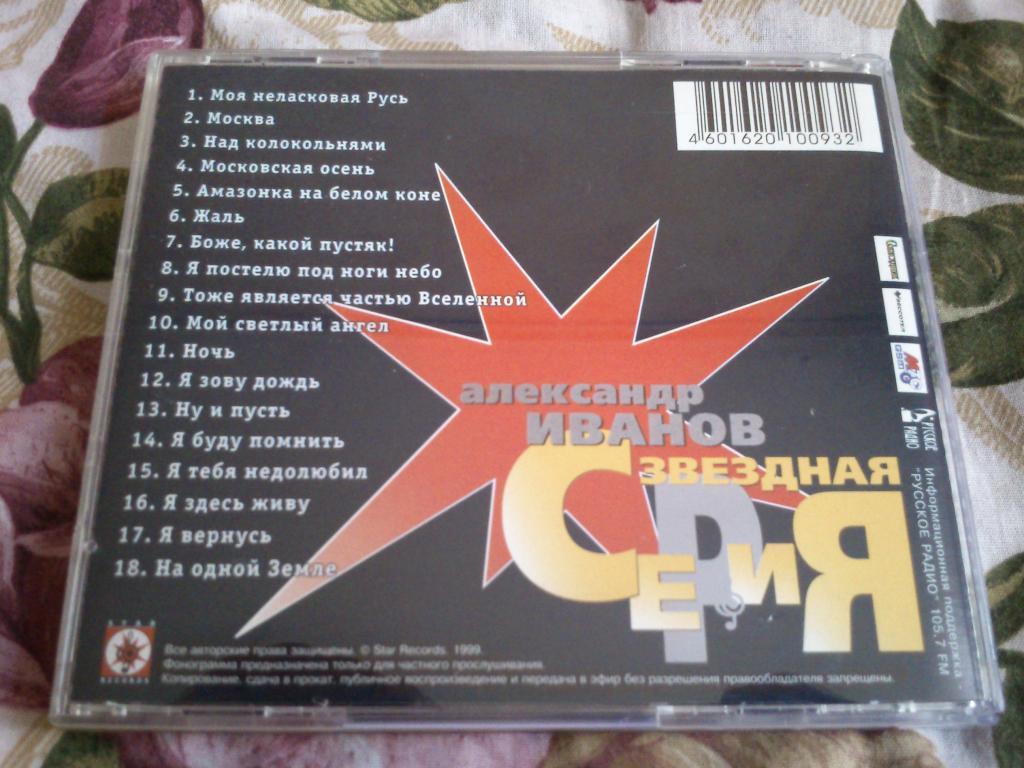 1. Моя неласковая Русь
2. Москва
3. Над колокольнями
4. Московская осень
5. Амазонка на белом коне
6. Жаль
7. Боже, какой пустяк!
8. Я постелю под ноги небо
9. Тоже является частью Вселенной
10. Мой светлый ангел
11. Ночь
12. Я зову дождь
13. Ну и пусть
14. Я буду помнить
15. Я тебя недолюбил
16. Я здесь живу
17. Я вернусь
18. На одной Земле
4 601620 100932
александр
ИВАНОВ
ЗВЕЗДНАЯ
СЕРИЯ
РУССКОЕ
РАДИО
Информационная поддержка
"РУССКОЕ РАДИО" 105.7 FM
STAR
RECORDS
Все авторские права защищены. © Star Records. 1999.
Фонограмма предназначена только для частного прослушивания.
Копирование, сдача в прокат, публичное воспроизведение и передача в эфир без разрешения правообладателя запрещены.